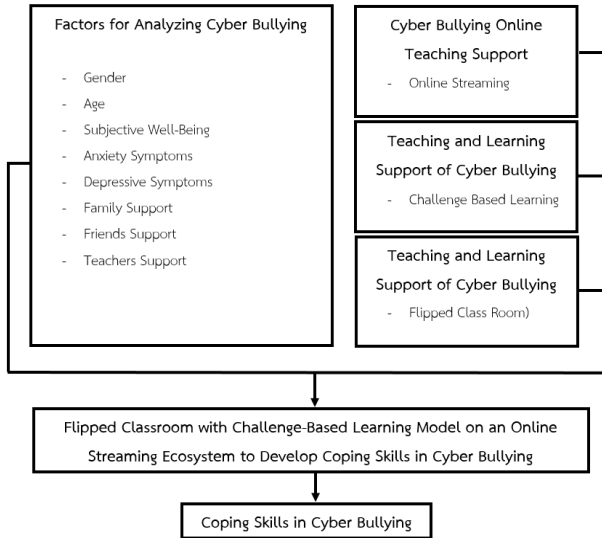 Factors for Analyzing Cyber Bullying
- Gender
- Age
- Subjective Well-Being
- Anxiety Symptoms
- Depressive Symptoms
- Family Support
- Friends Support
- Teachers Support
Cyber Bullying Online
Teaching Support
- Online Streaming
Teaching and Learning
Support of Cyber Bullying
- Challenge Based Learning
Teaching and Learning
Support of Cyber Bullying
- Flipped Class Room)
Flipped Classroom with Challenge-Based Learning Model on an Online
Streaming Ecosystem to Develop Coping Skills in Cyber Bullying
Coping Skills in Cyber Bullying